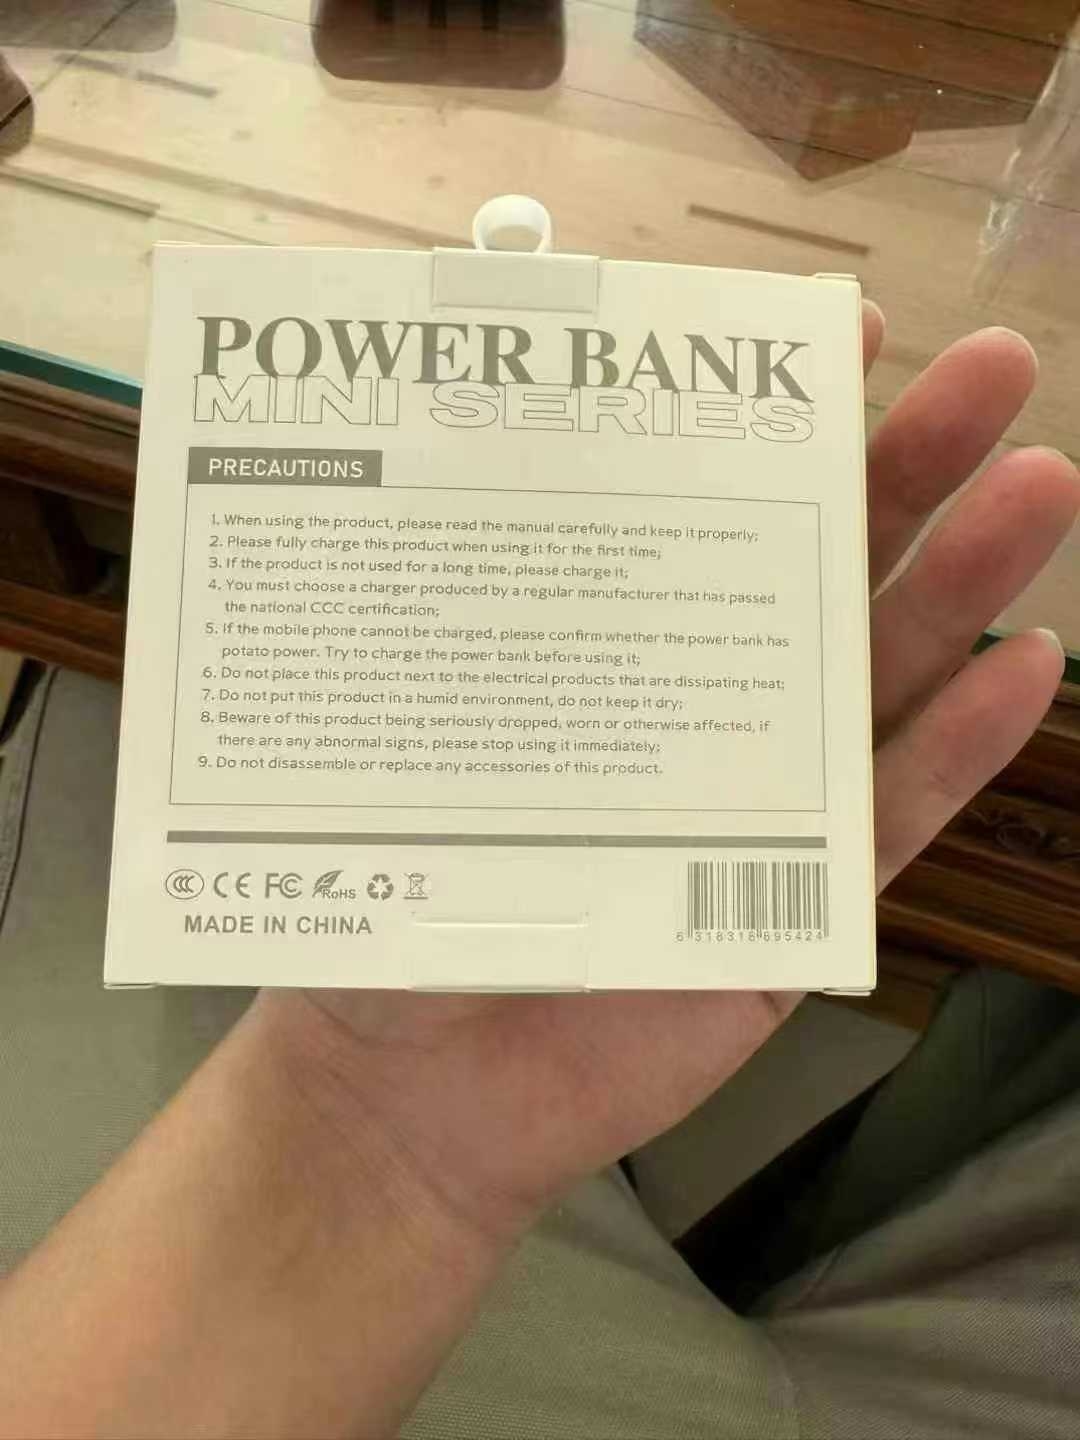 POWER BANK
MINI SERIES
PRECAUTIONS
1. When using the product, please read the manual carefully and keep it properly;
2. Please fully charge this product when using it for the first time;
3. If the product is not used for a long time, please charge it;
4. You must choose a charger produced by a regular manufacturer that has passed
the national CCC certification;
5. If the mobile phone cannot be charged, please confirm whether the power bank has
potato power. Try to charge the power bank before using it;
6. Do not place this product next to the electrical products that are dissipating heat;
7. Do not put this product in a humid environment, do not keep it dry;
8. Beware of this product being seriously dropped, worn or otherwise affected, if
there are any abnormal signs, please stop using it immediately;
9. Do not disassemble or replace any accessories of this product.
CCC CE FC RoHS
MADE IN CHINA
6 318318 695424